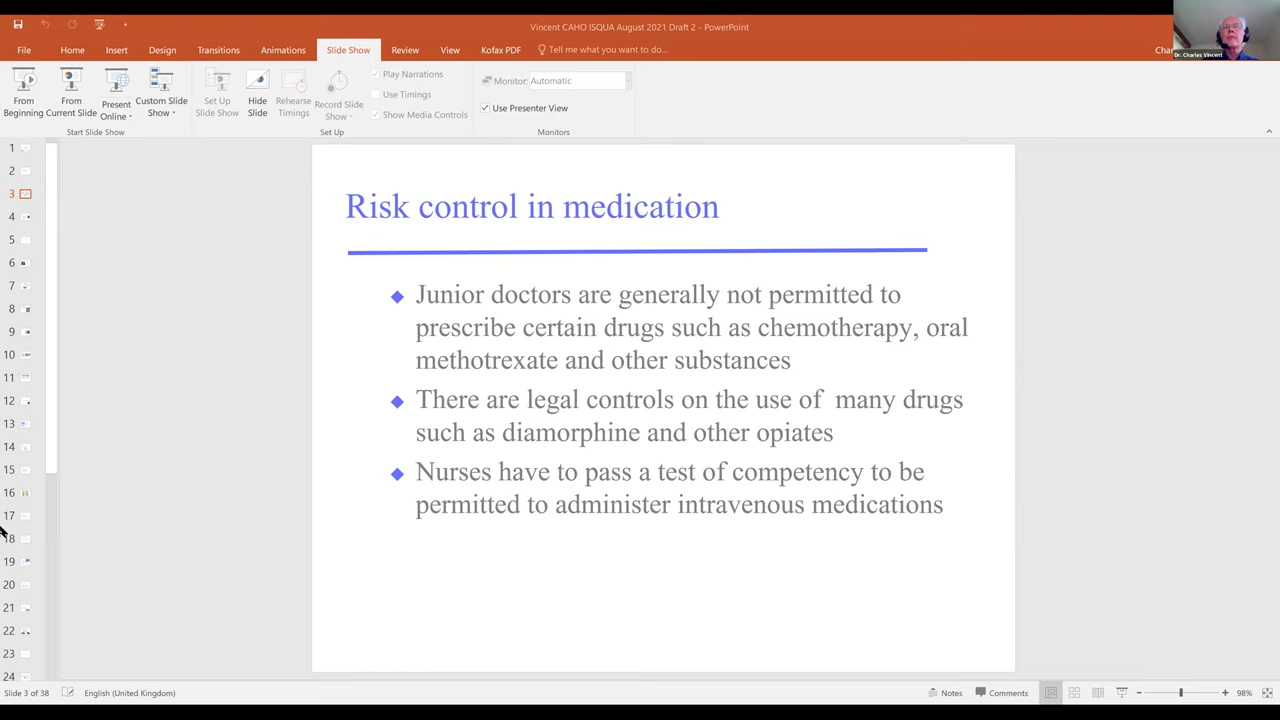 Vincent CAHO ISQUA August 2021 Draft 2 - PowerPoint
File Home Insert Design Transitions Animations Slide Show Review View Kofax PDF Tell me what you want to do...
Dr. Charles Vincent
From Beginning
From Current Slide
Present Online
Custom Slide Show
Start Slide Show
Set Up Slide Show
Hide Slide
Rehearse Timings
Record Slide Show
Play Narrations
Use Timings
Show Media Controls
Set Up
Monitor: Automatic
Use Presenter View
Monitors
1
2
3
4
5
6
7
8
9
10
11
12
13
14
15
16
17
18
19
20
21
22
23
24
Risk control in medication
Junior doctors are generally not permitted to
prescribe certain drugs such as chemotherapy, oral
methotrexate and other substances
There are legal controls on the use of many drugs
such as diamorphine and other opiates
Nurses have to pass a test of competency to be
permitted to administer intravenous medications
Slide 3 of 38 English (United Kingdom) Notes Comments 98%